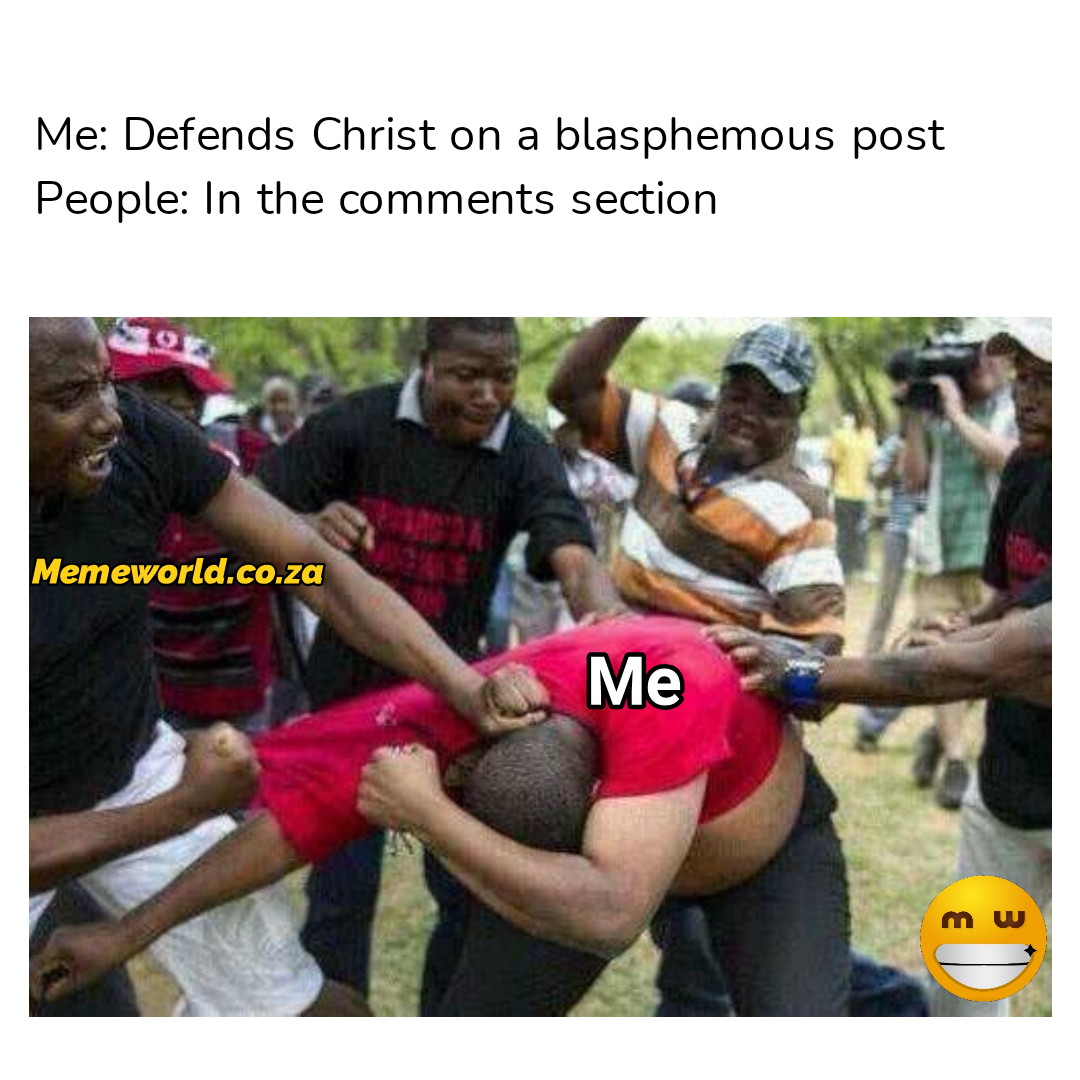 Me: Defends Christ on a blasphemous post
People: In the comments section
Memeworld.co.za
Me
m w